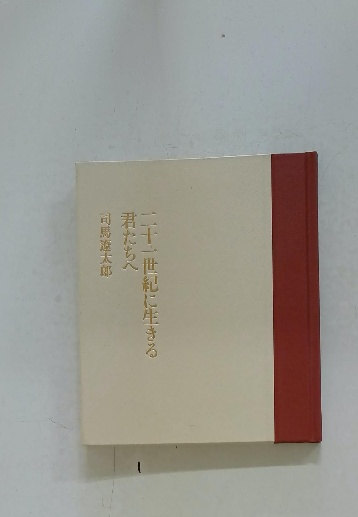 二十一世紀に生きる
君たちへ
司馬遼太郎